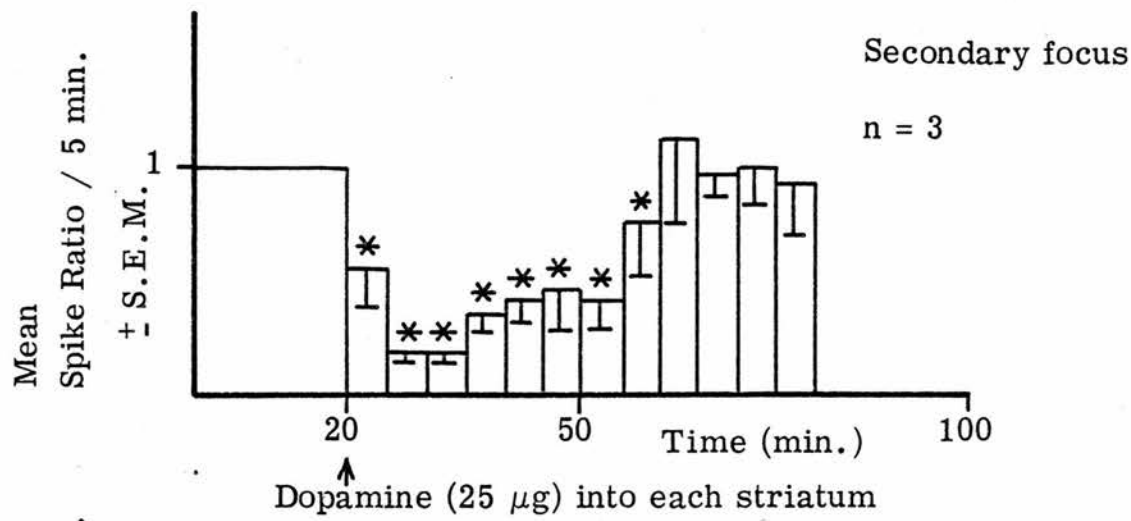 Secondary focus
n = 3
Mean
Spike Ratio / 5 min.
± S.E.M.
1
* * * * * * * *
20 50 100
Time (min.)
Dopamine (25 μg) into each striatum